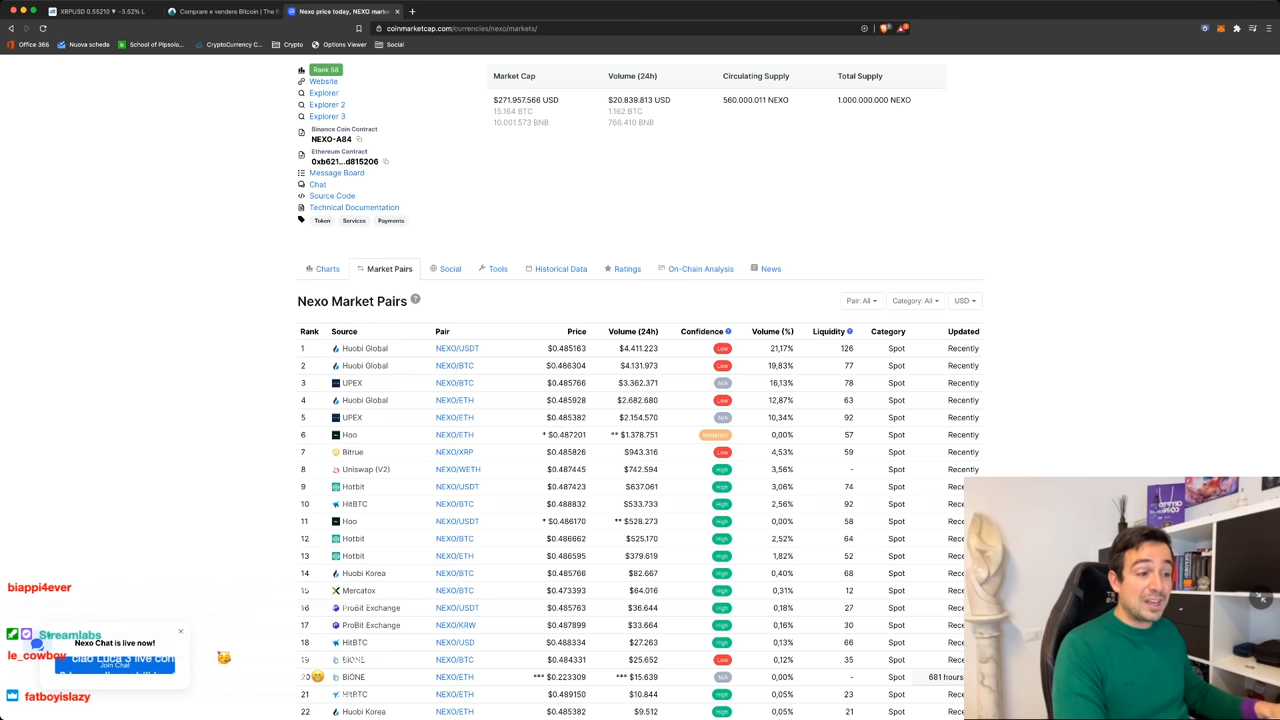 XRPUSD 0.55210 ▼ −3.52% L
Compare e vendere Bitcoin | The R
Nexo price today, NEXO mark
coinmarketcap.com/currencies/nexo/markets/
Office 365
Nuova scheda
School of Pipsolo...
CryptoCurrency C...
Crypto
Options Viewer
Social
Rank 58
Website
Explorer
Explorer 2
Explorer 3
Binance Coin Contract
NEXO-A84
Ethereum Contract
0xb621...d815206
Message Board
Chat
Source Code
Technical Documentation
Token Services Payments
Market Cap Volume (24h) Circulating Supply Total Supply
$271.957.566 USD $20.839.813 USD 560.000.011 NEXO 1.000.000.000 NEXO
15.164 BTC 1.162 BTC
10.001.573 BNB 766.410 BNB
Charts Market Pairs Social Tools Historical Data Ratings On-Chain Analysis News
Nexo Market Pairs
Pair: All Category: All USD
Rank Source Pair Price Volume (24h) Confidence Volume (%) Liquidity Category Updated
1 Huobi Global NEXO/USDT $0.485163 $4.411.223 Low 21,17% 126 Spot Recently
2 Huobi Global NEXO/BTC $0.486304 $4.131.973 Low 19,83% 77 Spot Recently
3 UPEX NEXO/BTC $0.485766 $3.362.371 N/A 16,13% 78 Spot Recently
4 Huobi Global NEXO/ETH $0.485928 $2.682.680 Low 12,87% 63 Spot Recently
5 UPEX NEXO/ETH $0.485382 $2.154.570 N/A 10,34% 92 Spot Recently
6 Hoo NEXO/ETH * $0.487201 ** $1.378.751 Moderate 0,00% 57 Spot Recently
7 Bitrue NEXO/XRP $0.485826 $943.316 Low 4,53% 59 Spot Recently
8 Uniswap (V2) NEXO/WETH $0.487445 $742.594 High 3,56% - Spot Recently
9 Hotbit NEXO/USDT $0.487423 $637.061 High 3,06% 74 Spot Rece
10 HitBTC NEXO/BTC $0.488832 $533.733 High 2,56% 92 Spot Rece
11 Hoo NEXO/USDT * $0.486170 ** $528.273 High 0,00% 58 Spot Rece
12 Hotbit NEXO/BTC $0.486662 $525.170 High 2,52% 64 Spot Rece
13 Hotbit NEXO/ETH $0.486595 $379.619 High 1,82% 52 Spot Rece
14 Huobi Korea NEXO/BTC $0.485766 $82.667 High 0,40% 68 Spot Rece
15 Mercatox NEXO/BTC $0.473393 $64.016 High 0,31% 12 Spot Rece
16 ProBit Exchange NEXO/USDT $0.485763 $36.644 High 0,18% 27 Spot Rece
17 ProBit Exchange NEXO/KRW $0.487899 $33.664 High 0,16% 30 Spot Rece
18 HitBTC NEXO/USD $0.488334 $27.263 High 0,13% 66 Spot Rece
19 BiONE NEXO/BTC $0.484331 $25.652 Low 0,12% 35 Spot Rece
20 BiONE NEXO/ETH *** $0.223309 *** $15.639 N/A 0,00% - Spot 681 hours
21 HitBTC NEXO/ETH $0.489150 $10.844 High 0,05% 23 Spot Rece
22 Huobi Korea NEXO/ETH $0.485382 $9.512 High 0,05% 21 Spot Rece
biappi4ever
Streamlabs
Nexo Chat is live now!
le_cowboy
Join Chat
fatboyislazy